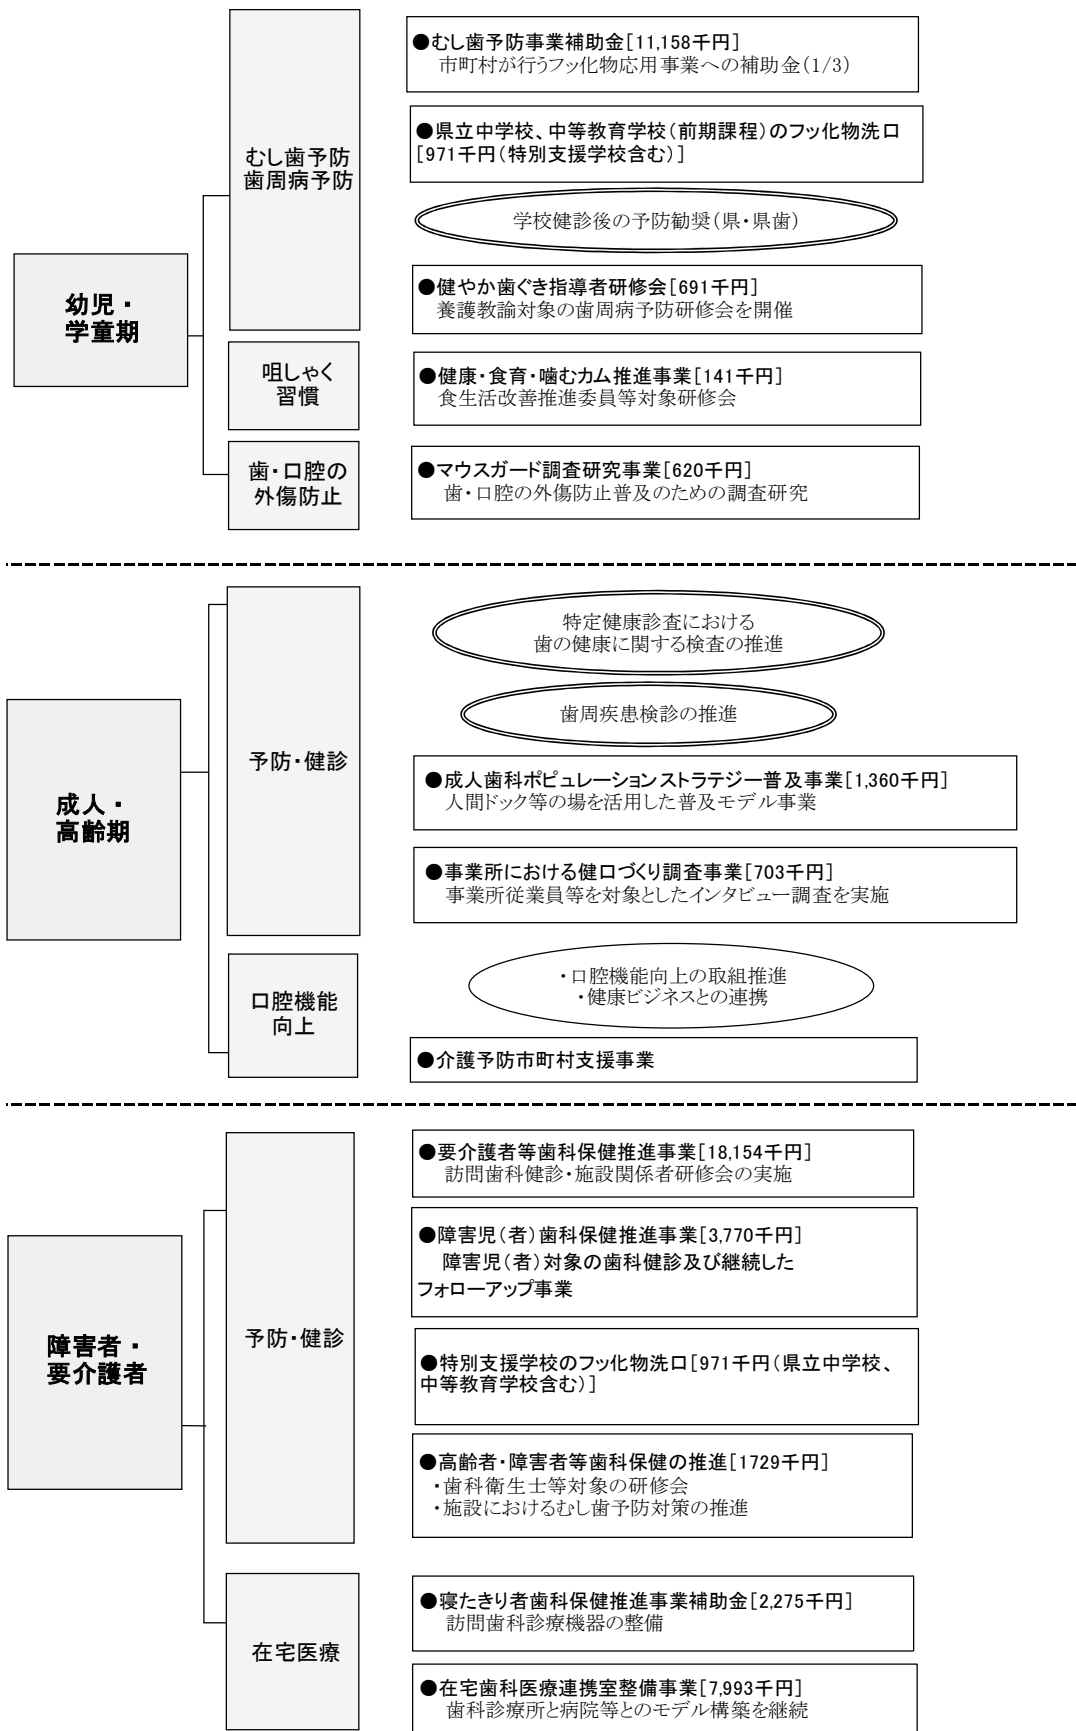 幼児・
学童期
むし歯予防
歯周病予防
●むし歯予防事業補助金[11,158千円]
市町村が行うフッ化物応用事業への補助金(1/3)
●県立中学校、中等教育学校(前期課程)のフッ化物洗口
[971千円(特別支援学校含む)]
学校健診後の予防勧奨(県・県歯)
●健やか歯ぐき指導者研修会[691千円]
養護教諭対象の歯周病予防研修会を開催
咀しゃく
習慣
●健康・食育・噛むカム推進事業[141千円]
食生活改善推進委員等対象研修会
歯・口腔の
外傷防止
●マウスガード調査研究事業[620千円]
歯・口腔の外傷防止普及のための調査研究
成人・
高齢期
予防・健診
特定健康診査における
歯の健康に関する検査の推進
歯周疾患検診の推進
●成人歯科ポピュレーションストラテジー普及事業[1,360千円]
人間ドック等の場を活用した普及モデル事業
●事業所における健口づくり調査事業[703千円]
事業所従業員等を対象としたインタビュー調査を実施
口腔機能
向上
・口腔機能向上の取組推進
・健康ビジネスとの連携
●介護予防市町村支援事業
障害者・
要介護者
予防・健診
●要介護者等歯科保健推進事業[18,154千円]
訪問歯科健診・施設関係者研修会の実施
●障害児(者)歯科保健推進事業[3,770千円]
障害児(者)対象の歯科健診及び継続した
フォローアップ事業
●特別支援学校のフッ化物洗口[971千円(県立中学校、
中等教育学校含む)]
●高齢者・障害者等歯科保健の推進[1729千円]
・歯科衛生士等対象の研修会
・施設におけるむし歯予防対策の推進
在宅医療
●寝たきり者歯科保健推進事業補助金[2,275千円]
訪問歯科診療機器の整備
●在宅歯科医療連携室整備事業[7,993千円]
歯科診療所と病院等とのモデル構築を継続